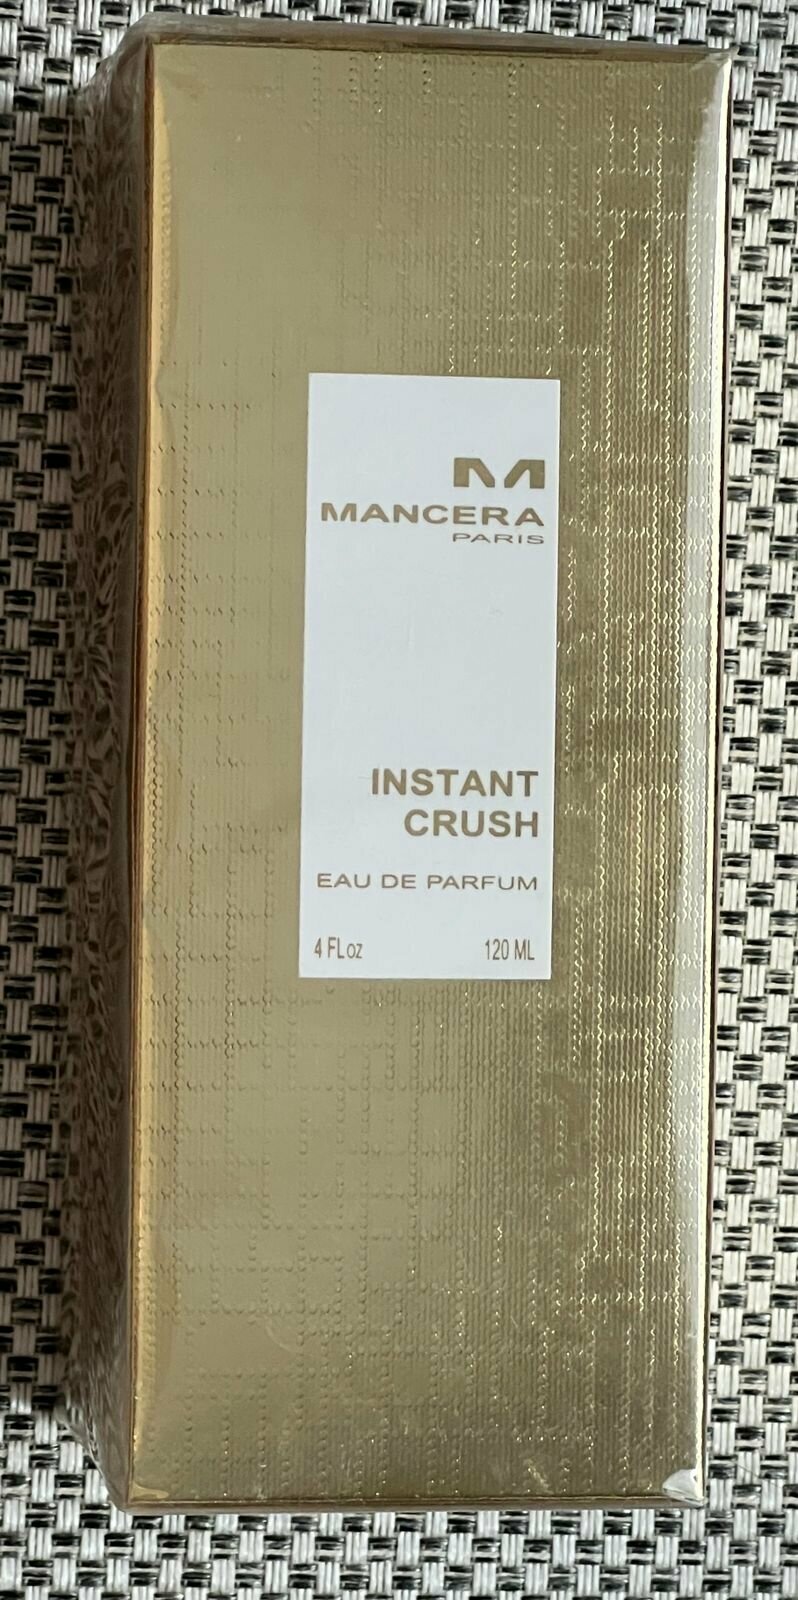 M
MANCERA
PARIS
INSTANT
CRUSH
EAU DE PARFUM
4 FLoz 120 ML